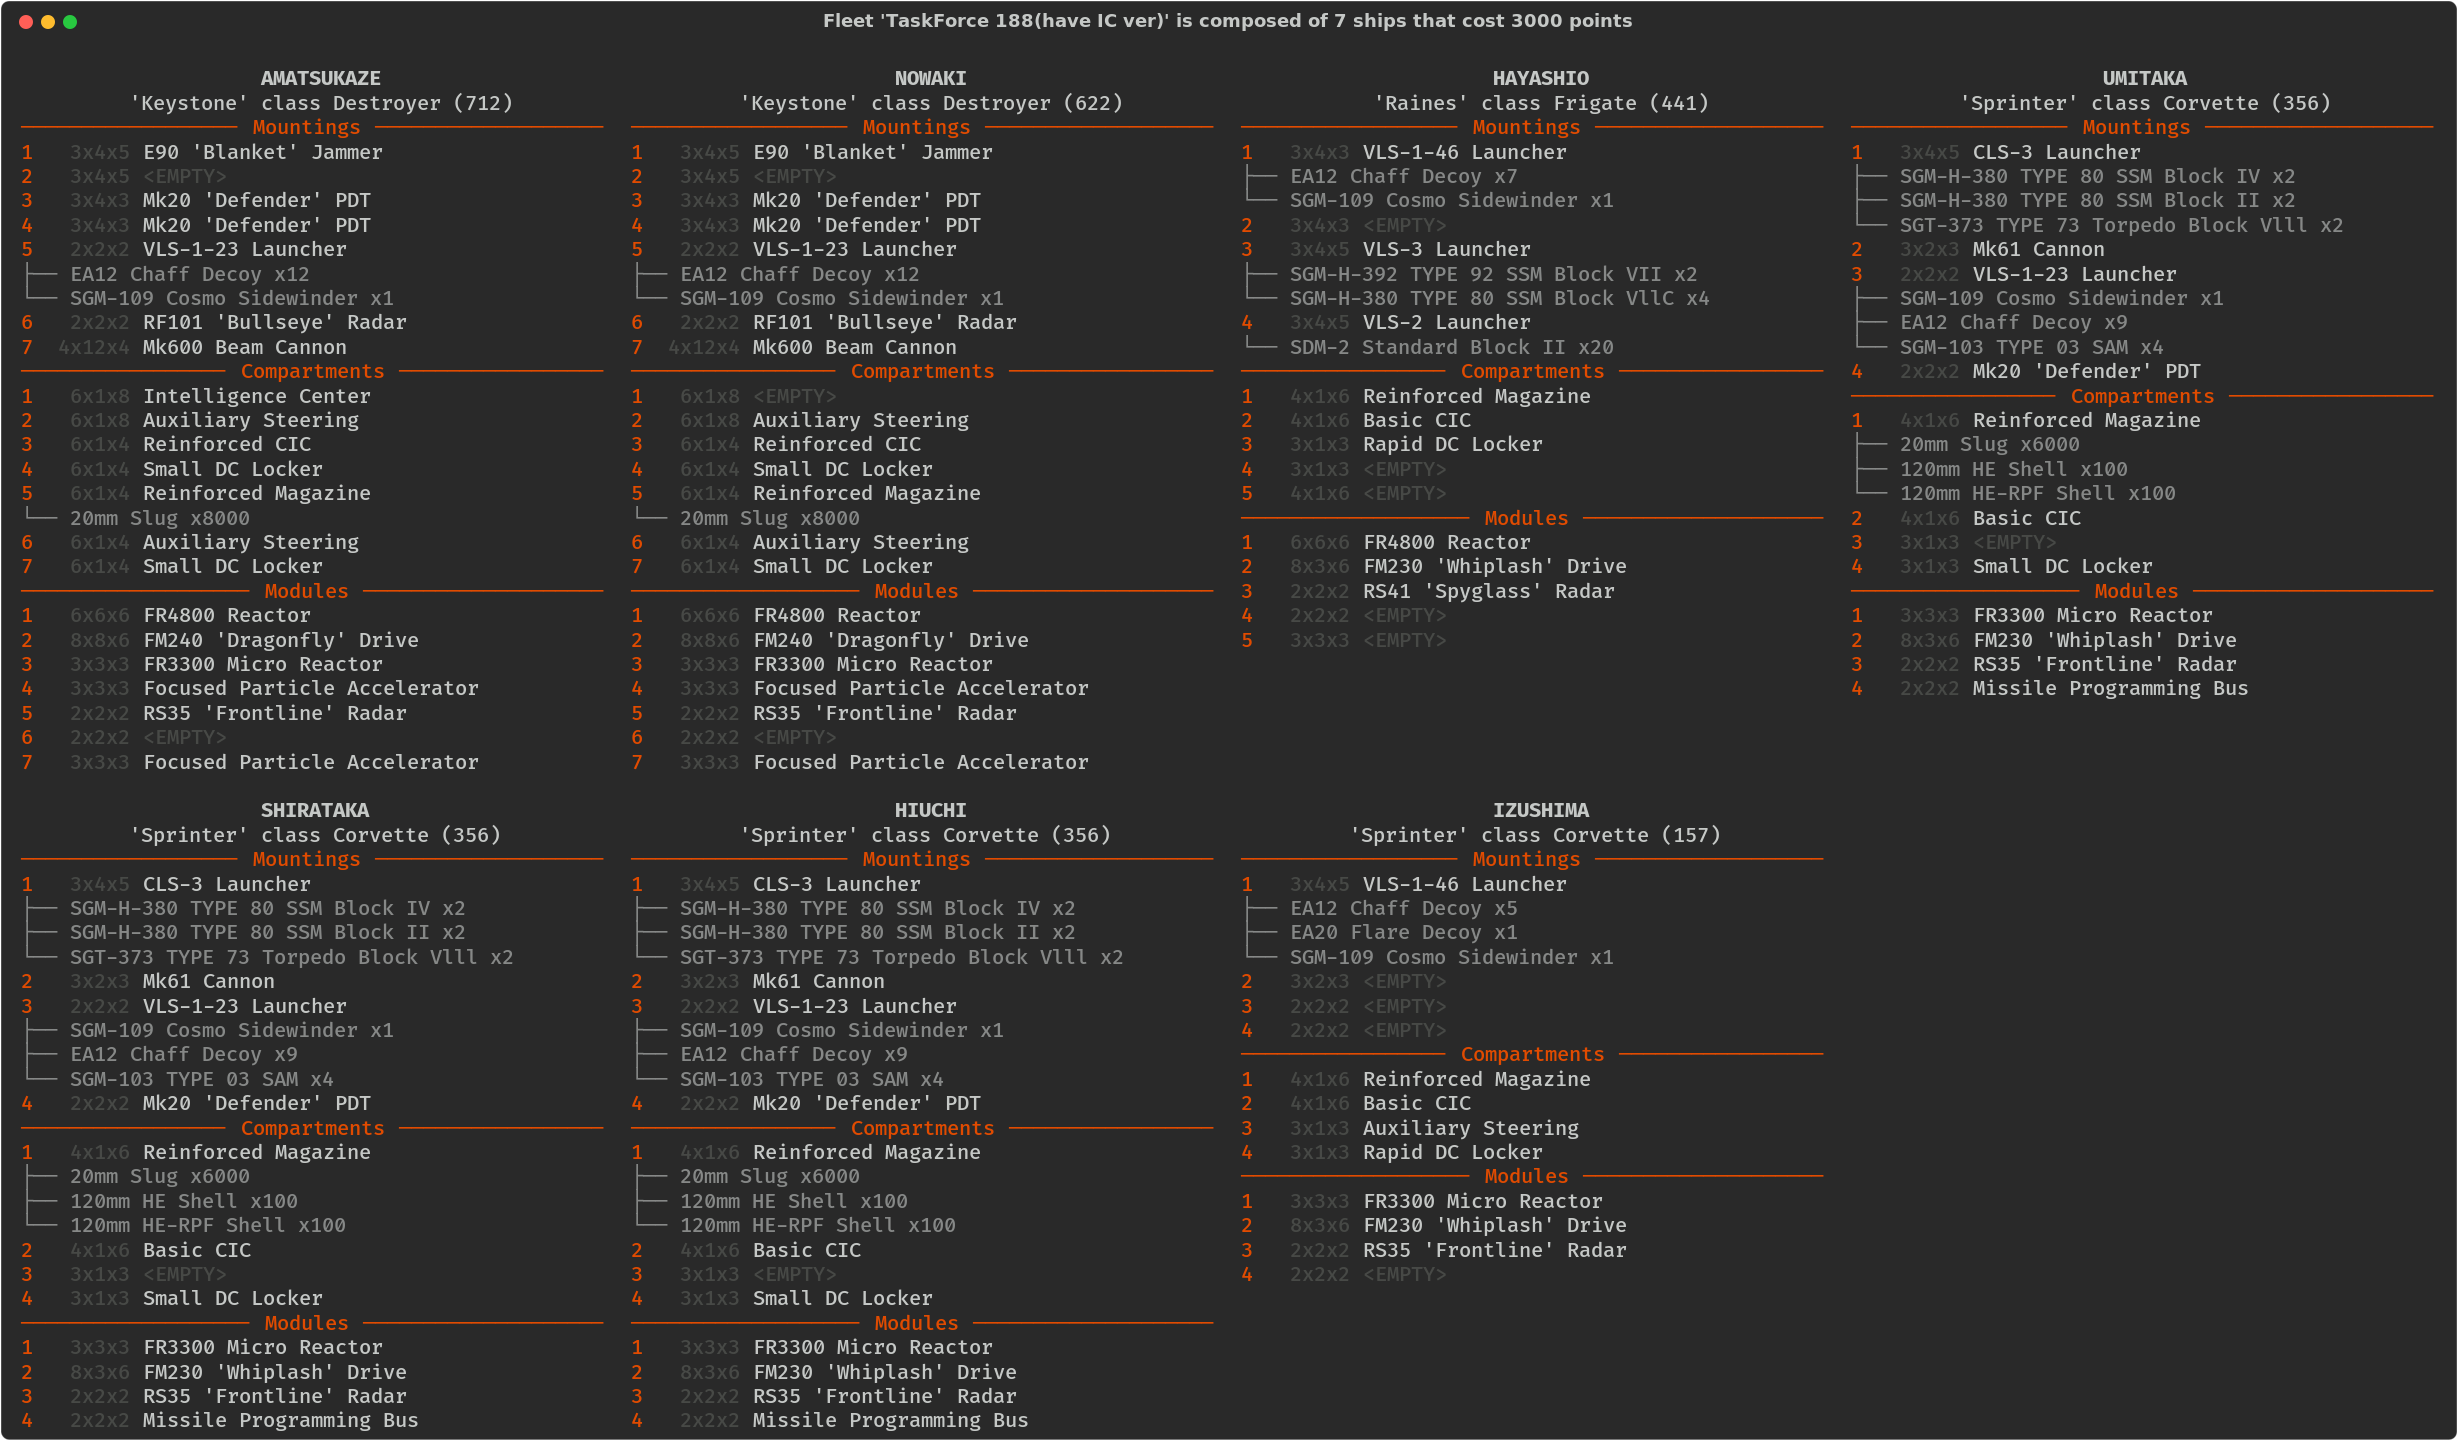 Fleet 'TaskForce 188(have IC ver)' is composed of 7 ships that cost 3000 points
AMATSUKAZE
'Keystone' class Destroyer (712)
Mountings
1 3x4x5 E90 'Blanket' Jammer
2 3x4x5 <EMPTY>
3 3x4x3 Mk20 'Defender' PDT
4 3x4x3 Mk20 'Defender' PDT
5 2x2x2 VLS-1-23 Launcher
├── EA12 Chaff Decoy x12
└── SGM-109 Cosmo Sidewinder x1
6 2x2x2 RF101 'Bullseye' Radar
7 4x12x4 Mk600 Beam Cannon
Compartments
1 6x1x8 Intelligence Center
2 6x1x8 Auxiliary Steering
3 6x1x4 Reinforced CIC
4 6x1x4 Small DC Locker
5 6x1x4 Reinforced Magazine
└── 20mm Slug x8000
6 6x1x4 Auxiliary Steering
7 6x1x4 Small DC Locker
Modules
1 6x6x6 FR4800 Reactor
2 8x8x6 FM240 'Dragonfly' Drive
3 3x3x3 FR3300 Micro Reactor
4 3x3x3 Focused Particle Accelerator
5 2x2x2 RS35 'Frontline' Radar
6 2x2x2 <EMPTY>
7 3x3x3 Focused Particle Accelerator
NOWAKI
'Keystone' class Destroyer (622)
Mountings
1 3x4x5 E90 'Blanket' Jammer
2 3x4x5 <EMPTY>
3 3x4x3 Mk20 'Defender' PDT
4 3x4x3 Mk20 'Defender' PDT
5 2x2x2 VLS-1-23 Launcher
├── EA12 Chaff Decoy x12
└── SGM-109 Cosmo Sidewinder x1
6 2x2x2 RF101 'Bullseye' Radar
7 4x12x4 Mk600 Beam Cannon
Compartments
1 6x1x8 <EMPTY>
2 6x1x8 Auxiliary Steering
3 6x1x4 Reinforced CIC
4 6x1x4 Small DC Locker
5 6x1x4 Reinforced Magazine
└── 20mm Slug x8000
6 6x1x4 Auxiliary Steering
7 6x1x4 Small DC Locker
Modules
1 6x6x6 FR4800 Reactor
2 8x8x6 FM240 'Dragonfly' Drive
3 3x3x3 FR3300 Micro Reactor
4 3x3x3 Focused Particle Accelerator
5 2x2x2 RS35 'Frontline' Radar
6 2x2x2 <EMPTY>
7 3x3x3 Focused Particle Accelerator
HAYASHIO
'Raines' class Frigate (441)
Mountings
1 3x4x3 VLS-1-46 Launcher
├── EA12 Chaff Decoy x7
└── SGM-109 Cosmo Sidewinder x1
2 3x4x3 <EMPTY>
3 3x4x5 VLS-3 Launcher
├── SGM-H-392 TYPE 92 SSM Block VII x2
└── SGM-H-380 TYPE 80 SSM Block VllC x4
4 3x4x5 VLS-2 Launcher
└── SDM-2 Standard Block II x20
Compartments
1 4x1x6 Reinforced Magazine
2 4x1x6 Basic CIC
3 3x1x3 Rapid DC Locker
4 3x1x3 <EMPTY>
5 4x1x6 <EMPTY>
Modules
1 6x6x6 FR4800 Reactor
2 8x3x6 FM230 'Whiplash' Drive
3 2x2x2 RS41 'Spyglass' Radar
4 2x2x2 <EMPTY>
5 3x3x3 <EMPTY>
UMITAKA
'Sprinter' class Corvette (356)
Mountings
1 3x4x5 CLS-3 Launcher
├── SGM-H-380 TYPE 80 SSM Block IV x2
├── SGM-H-380 TYPE 80 SSM Block II x2
└── SGT-373 TYPE 73 Torpedo Block Vlll x2
2 3x2x3 Mk61 Cannon
3 2x2x2 VLS-1-23 Launcher
├── SGM-109 Cosmo Sidewinder x1
├── EA12 Chaff Decoy x9
└── SGM-103 TYPE 03 SAM x4
4 2x2x2 Mk20 'Defender' PDT
Compartments
1 4x1x6 Reinforced Magazine
├── 20mm Slug x6000
├── 120mm HE Shell x100
└── 120mm HE-RPF Shell x100
2 4x1x6 Basic CIC
3 3x1x3 <EMPTY>
4 3x1x3 Small DC Locker
Modules
1 3x3x3 FR3300 Micro Reactor
2 8x3x6 FM230 'Whiplash' Drive
3 2x2x2 RS35 'Frontline' Radar
4 2x2x2 Missile Programming Bus
SHIRATAKA
'Sprinter' class Corvette (356)
Mountings
1 3x4x5 CLS-3 Launcher
├── SGM-H-380 TYPE 80 SSM Block IV x2
├── SGM-H-380 TYPE 80 SSM Block II x2
└── SGT-373 TYPE 73 Torpedo Block Vlll x2
2 3x2x3 Mk61 Cannon
3 2x2x2 VLS-1-23 Launcher
├── SGM-109 Cosmo Sidewinder x1
├── EA12 Chaff Decoy x9
└── SGM-103 TYPE 03 SAM x4
4 2x2x2 Mk20 'Defender' PDT
Compartments
1 4x1x6 Reinforced Magazine
├── 20mm Slug x6000
├── 120mm HE Shell x100
└── 120mm HE-RPF Shell x100
2 4x1x6 Basic CIC
3 3x1x3 <EMPTY>
4 3x1x3 Small DC Locker
Modules
1 3x3x3 FR3300 Micro Reactor
2 8x3x6 FM230 'Whiplash' Drive
3 2x2x2 RS35 'Frontline' Radar
4 2x2x2 Missile Programming Bus
HIUCHI
'Sprinter' class Corvette (356)
Mountings
1 3x4x5 CLS-3 Launcher
├── SGM-H-380 TYPE 80 SSM Block IV x2
├── SGM-H-380 TYPE 80 SSM Block II x2
└── SGT-373 TYPE 73 Torpedo Block Vlll x2
2 3x2x3 Mk61 Cannon
3 2x2x2 VLS-1-23 Launcher
├── SGM-109 Cosmo Sidewinder x1
├── EA12 Chaff Decoy x9
└── SGM-103 TYPE 03 SAM x4
4 2x2x2 Mk20 'Defender' PDT
Compartments
1 4x1x6 Reinforced Magazine
├── 20mm Slug x6000
├── 120mm HE Shell x100
└── 120mm HE-RPF Shell x100
2 4x1x6 Basic CIC
3 3x1x3 <EMPTY>
4 3x1x3 Small DC Locker
Modules
1 3x3x3 FR3300 Micro Reactor
2 8x3x6 FM230 'Whiplash' Drive
3 2x2x2 RS35 'Frontline' Radar
4 2x2x2 Missile Programming Bus
IZUSHIMA
'Sprinter' class Corvette (157)
Mountings
1 3x4x5 VLS-1-46 Launcher
├── EA12 Chaff Decoy x5
├── EA20 Flare Decoy x1
└── SGM-109 Cosmo Sidewinder x1
2 3x2x3 <EMPTY>
3 2x2x2 <EMPTY>
4 2x2x2 <EMPTY>
Compartments
1 4x1x6 Reinforced Magazine
2 4x1x6 Basic CIC
3 3x1x3 Auxiliary Steering
4 3x1x3 Rapid DC Locker
Modules
1 3x3x3 FR3300 Micro Reactor
2 8x3x6 FM230 'Whiplash' Drive
3 2x2x2 RS35 'Frontline' Radar
4 2x2x2 <EMPTY>